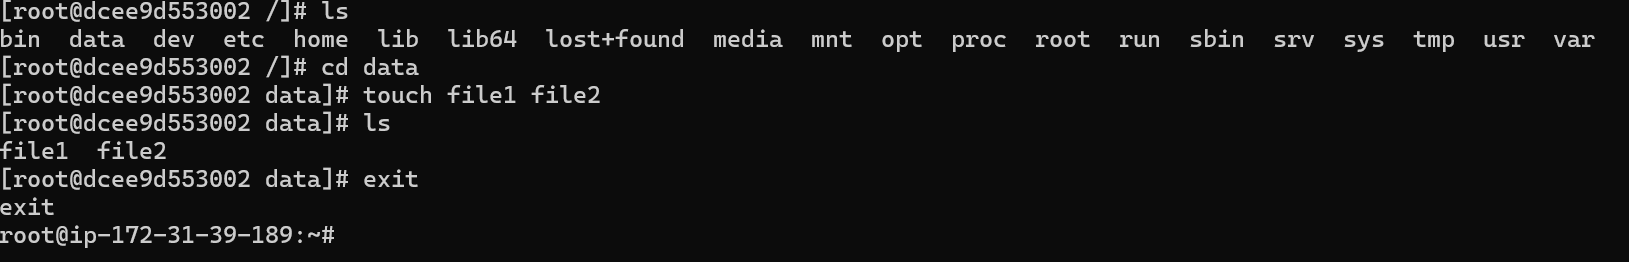 [root@dcee9d553002 /]# ls
bin  data  dev  etc  home  lib  lib64  lost+found  media  mnt  opt  proc  root  run  sbin  srv  sys  tmp  usr  var
[root@dcee9d553002 /]# cd data
[root@dcee9d553002 data]# touch file1 file2
[root@dcee9d553002 data]# ls
file1  file2
[root@dcee9d553002 data]# exit
exit
root@ip-172-31-39-189:~#